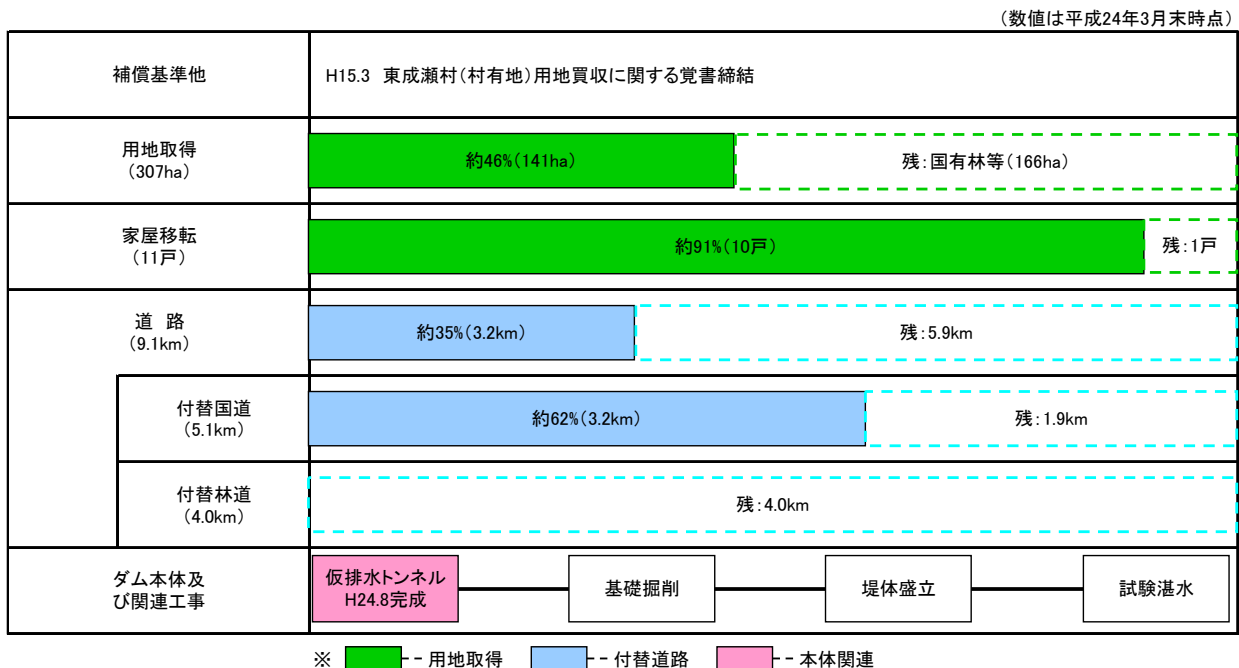 (数値は平成24年3月末時点)
補償基準他
H15.3 東成瀬村(村有地)用地買収に関する覚書締結
用地取得
(307ha)
約46%(141ha)
残:国有林等(166ha)
家屋移転
(11戸)
約91%(10戸)
残:1戸
道 路
(9.1km)
約35%(3.2km)
残:5.9km
付替国道
(5.1km)
約62%(3.2km)
残:1.9km
付替林道
(4.0km)
残:4.0km
ダム本体及
び関連工事
仮排水トンネル
H24.8完成
基礎掘削
堤体盛立
試験湛水
※ -- 用地取得 -- 付替道路 -- 本体関連